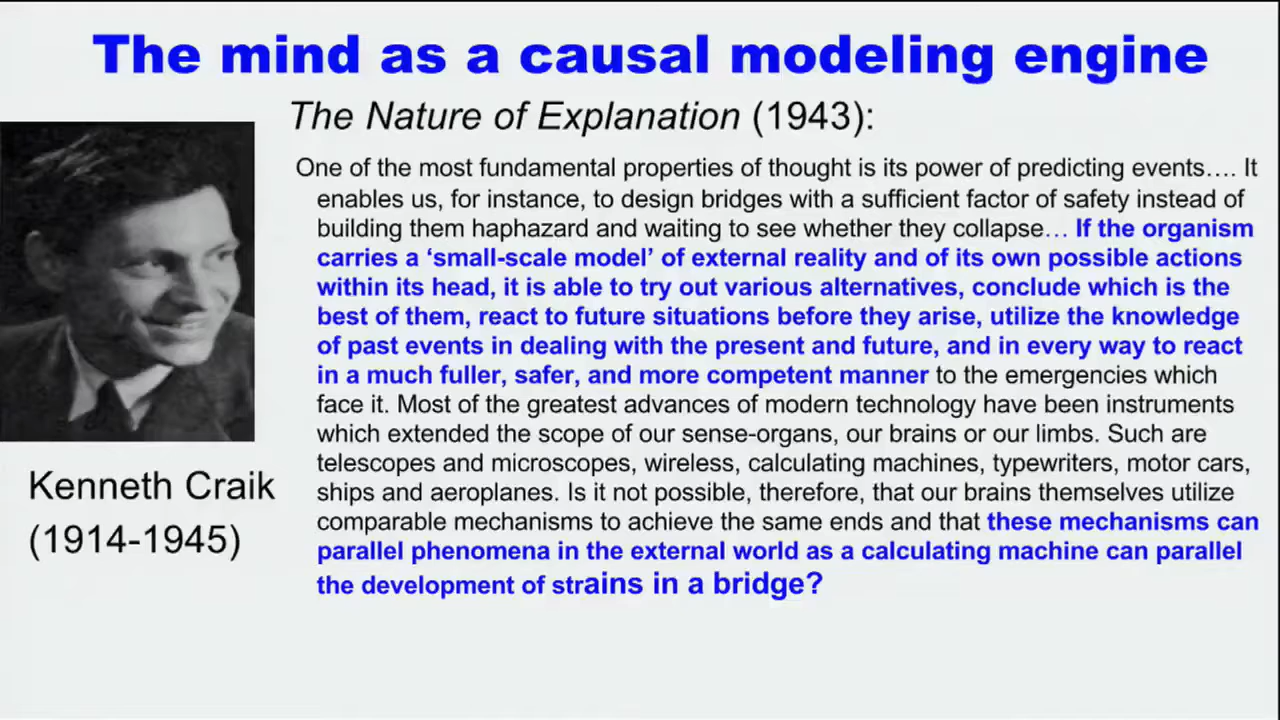 The mind as a causal modeling engine
The Nature of Explanation (1943):
One of the most fundamental properties of thought is its power of predicting events…. It
enables us, for instance, to design bridges with a sufficient factor of safety instead of
building them haphazard and waiting to see whether they collapse… If the organism
carries a ‘small-scale model’ of external reality and of its own possible actions
within its head, it is able to try out various alternatives, conclude which is the
best of them, react to future situations before they arise, utilize the knowledge
of past events in dealing with the present and future, and in every way to react
in a much fuller, safer, and more competent manner to the emergencies which
face it. Most of the greatest advances of modern technology have been instruments
which extended the scope of our sense-organs, our brains or our limbs. Such are
telescopes and microscopes, wireless, calculating machines, typewriters, motor cars,
ships and aeroplanes. Is it not possible, therefore, that our brains themselves utilize
comparable mechanisms to achieve the same ends and that these mechanisms can
parallel phenomena in the external world as a calculating machine can parallel
the development of strains in a bridge?
Kenneth Craik
(1914-1945)